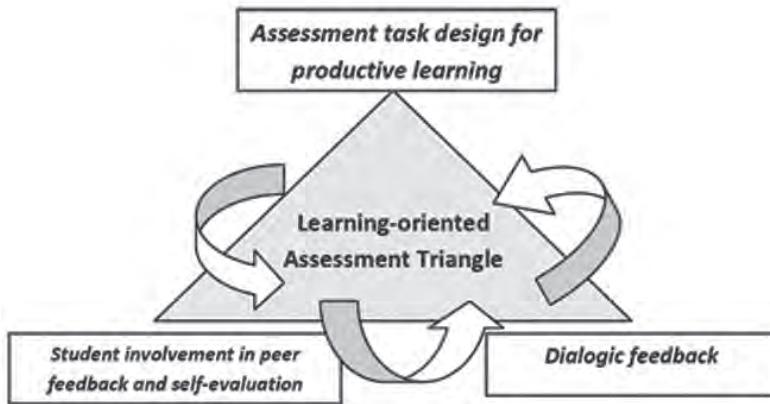 Assessment task design for
productive learning
Learning-oriented
Assessment Triangle
Student involvement in peer
feedback and self-evaluation
Dialogic feedback